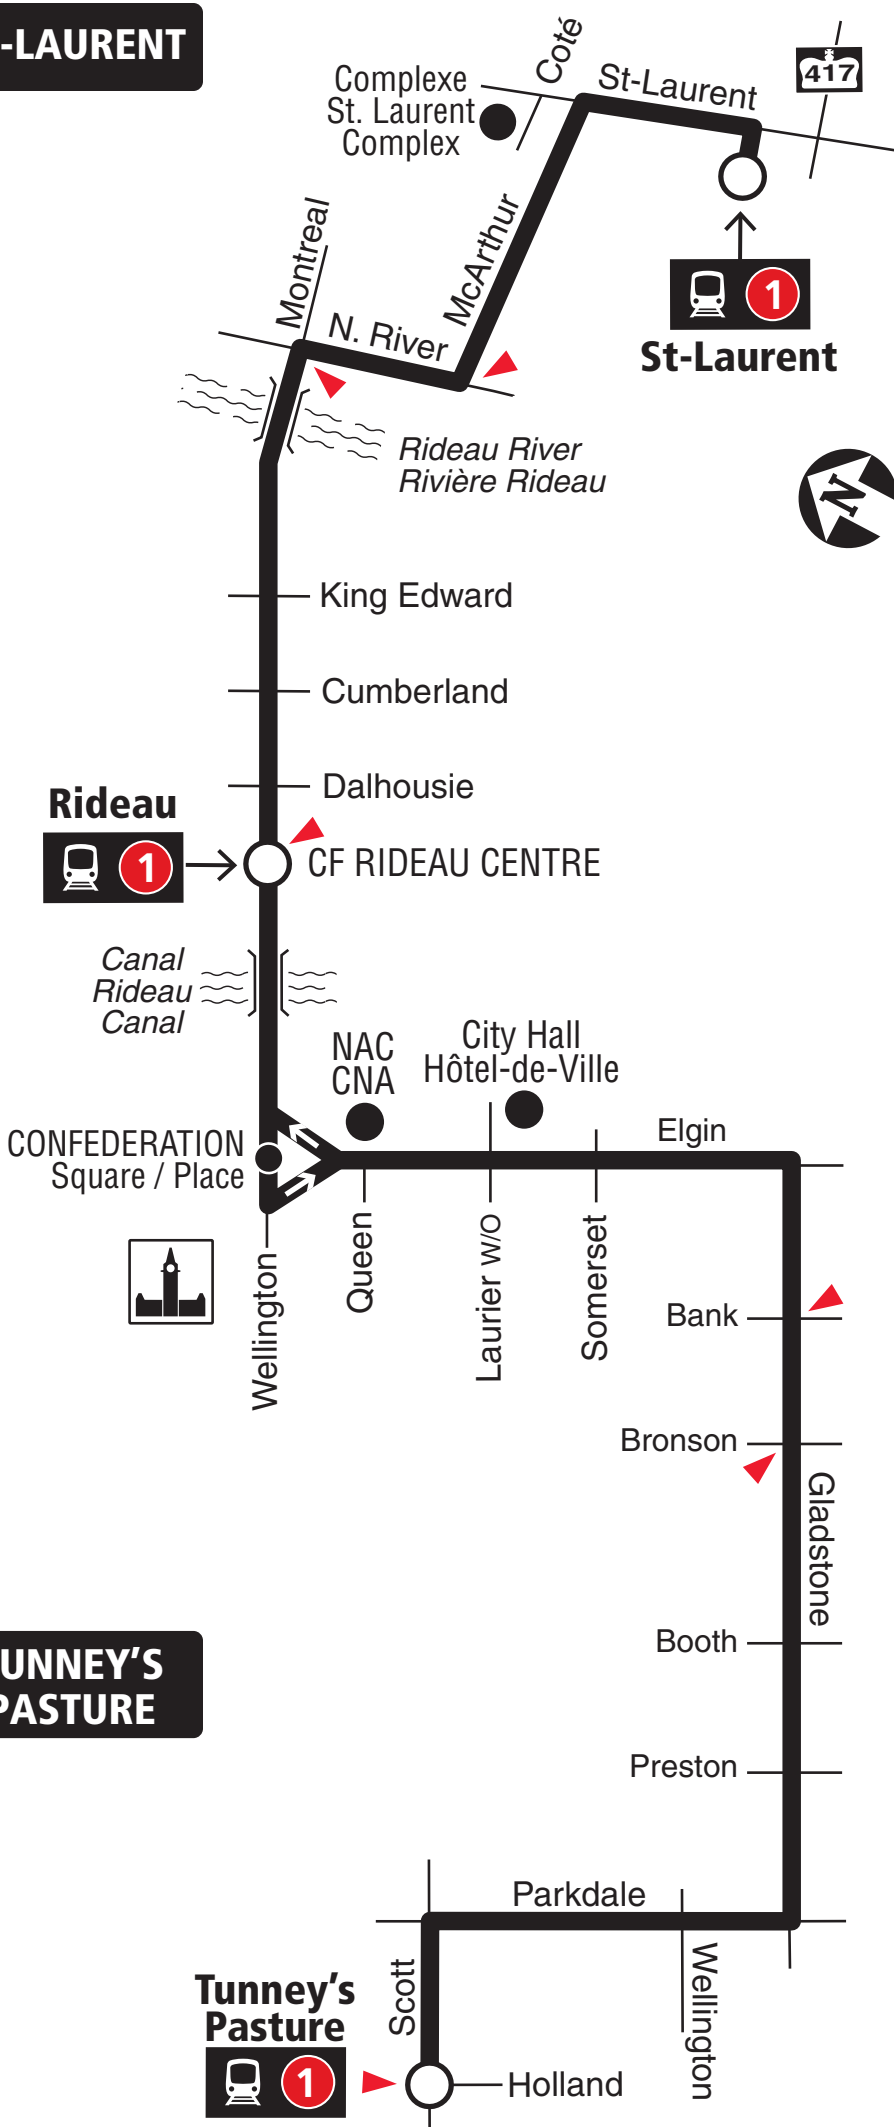 -LAURENT
Coté
St-Laurent
417
Complexe
St. Laurent
Complex
McArthur
Montreal
N. River
1
St-Laurent
Rideau River
Rivière Rideau
N
King Edward
Cumberland
Dalhousie
Rideau
1
CF RIDEAU CENTRE
Canal
Rideau
Canal
NAC
CNA
City Hall
Hôtel-de-Ville
CONFEDERATION
Square / Place
Elgin
Wellington
Queen
Laurier W/O
Somerset
Bank
Bronson
Gladstone
Booth
UNNEY'S
PASTURE
Preston
Parkdale
Wellington
Scott
Tunney's
Pasture
1
Holland